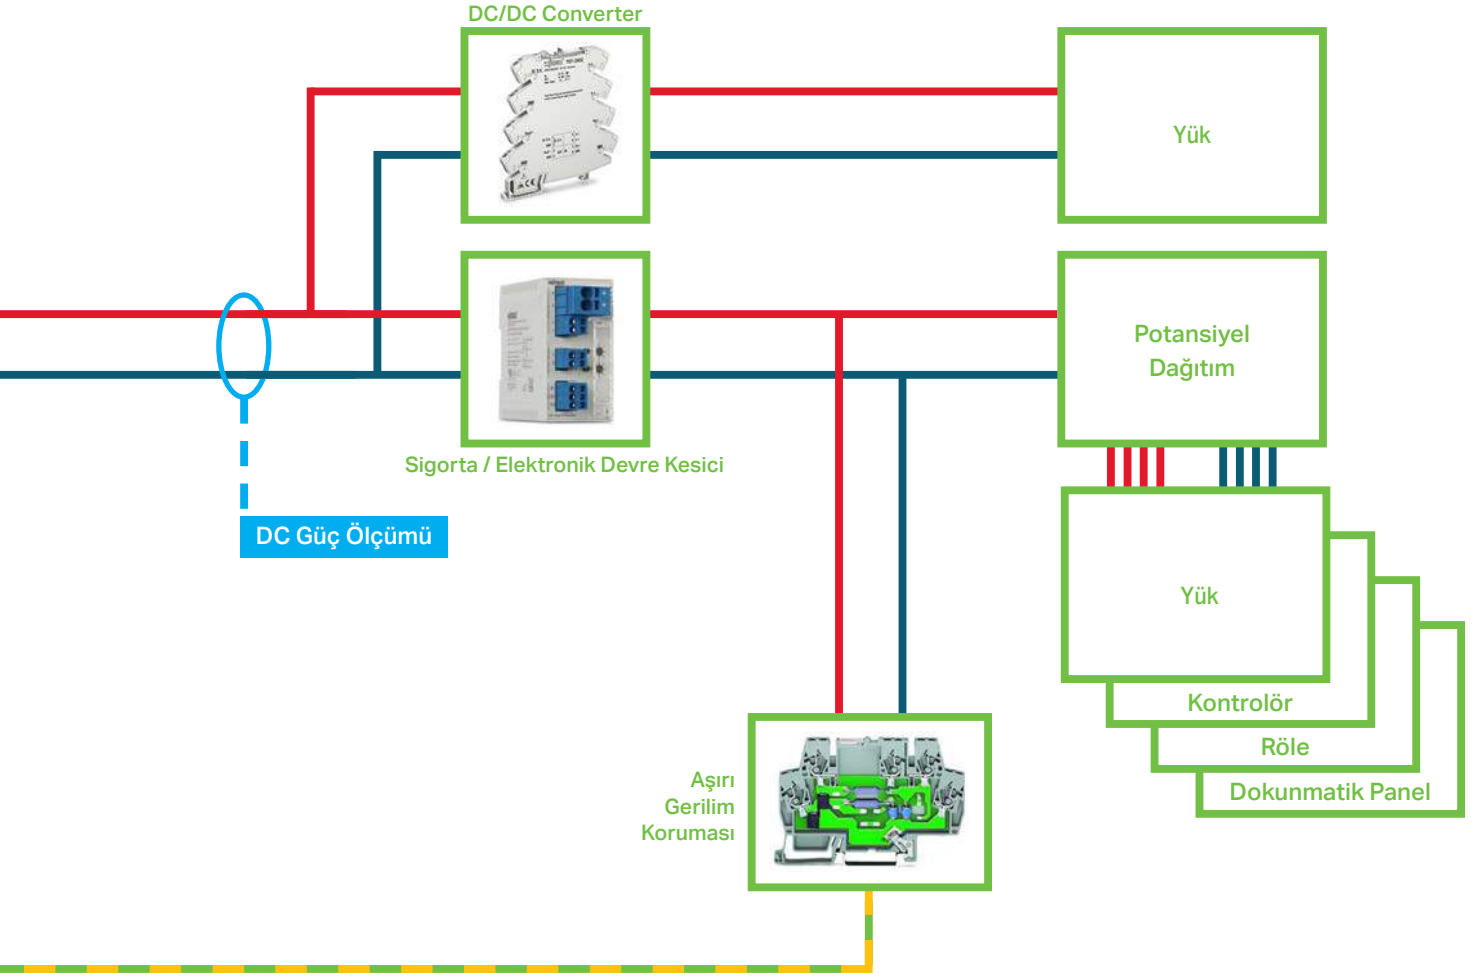 DC/DC Converter
Yük
Potansiyel
Dağıtım
Sigorta / Elektronik Devre Kesici
DC Güç Ölçümü
Yük
Kontrolör
Röle
Dokunmatik Panel
Aşırı
Gerilim
Koruması